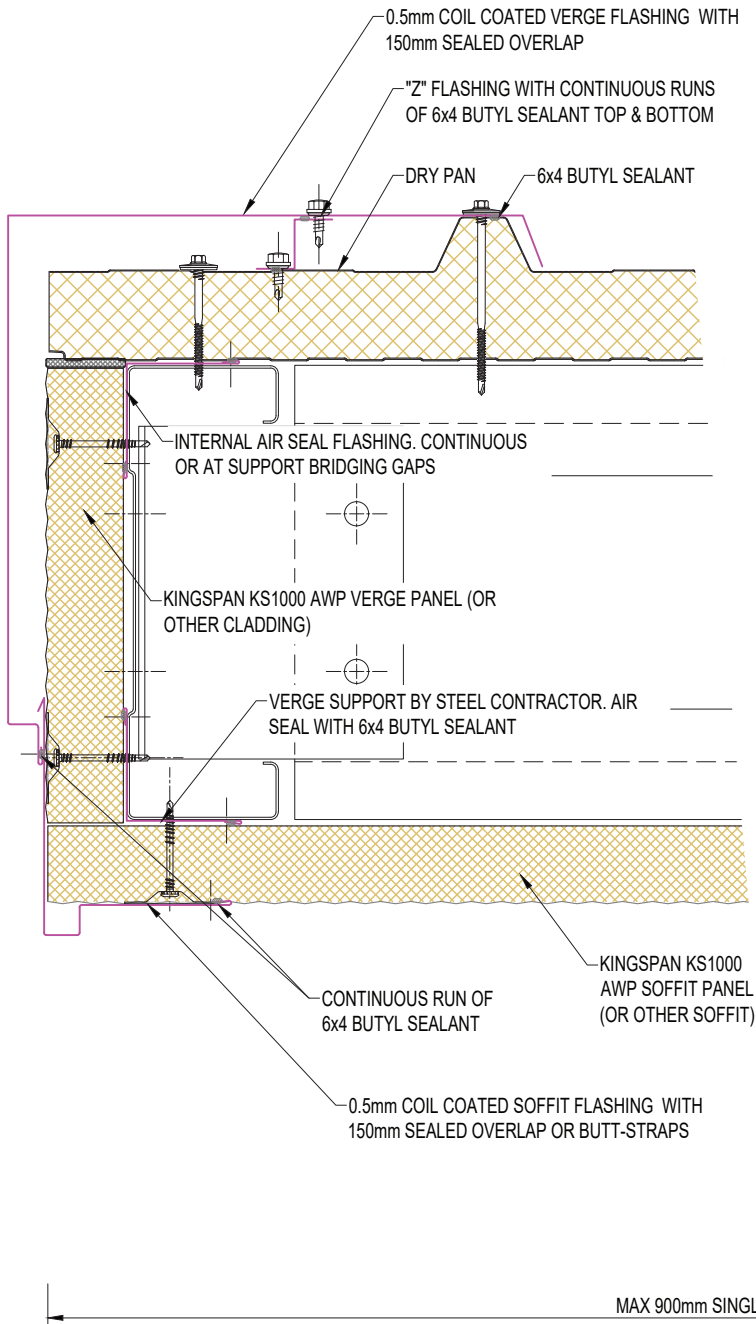 0.5mm COIL COATED VERGE FLASHING WITH
150mm SEALED OVERLAP
"Z" FLASHING WITH CONTINUOUS RUNS
OF 6x4 BUTYL SEALANT TOP & BOTTOM
DRY PAN
6x4 BUTYL SEALANT
INTERNAL AIR SEAL FLASHING. CONTINUOUS
OR AT SUPPORT BRIDGING GAPS
KINGSPAN KS1000 AWP VERGE PANEL (OR
OTHER CLADDING)
VERGE SUPPORT BY STEEL CONTRACTOR. AIR
SEAL WITH 6x4 BUTYL SEALANT
KINGSPAN KS1000
AWP SOFFIT PANEL
(OR OTHER SOFFIT)
CONTINUOUS RUN OF
6x4 BUTYL SEALANT
0.5mm COIL COATED SOFFIT FLASHING WITH
150mm SEALED OVERLAP OR BUTT-STRAPS
MAX 900mm SINGL